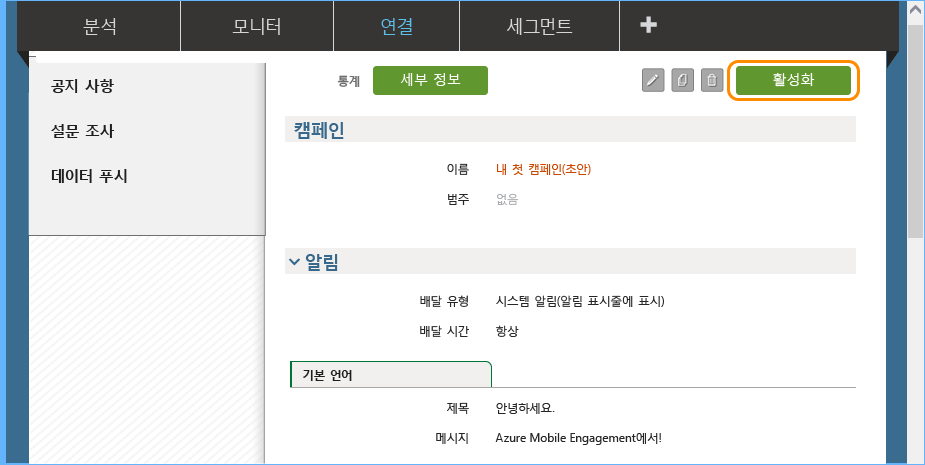 분석 모니터 연결 세그먼트
공지 사항
설문 조사
데이터 푸시
통계 세부 정보 활성화
캠페인
이름 내 첫 캠페인(초안)
범주 없음
알림
배달 유형 시스템 알림(알림 표시줄에 표시)
배달 시간 항상
기본 언어
제목 안녕하세요.
메시지 Azure Mobile Engagement에서!